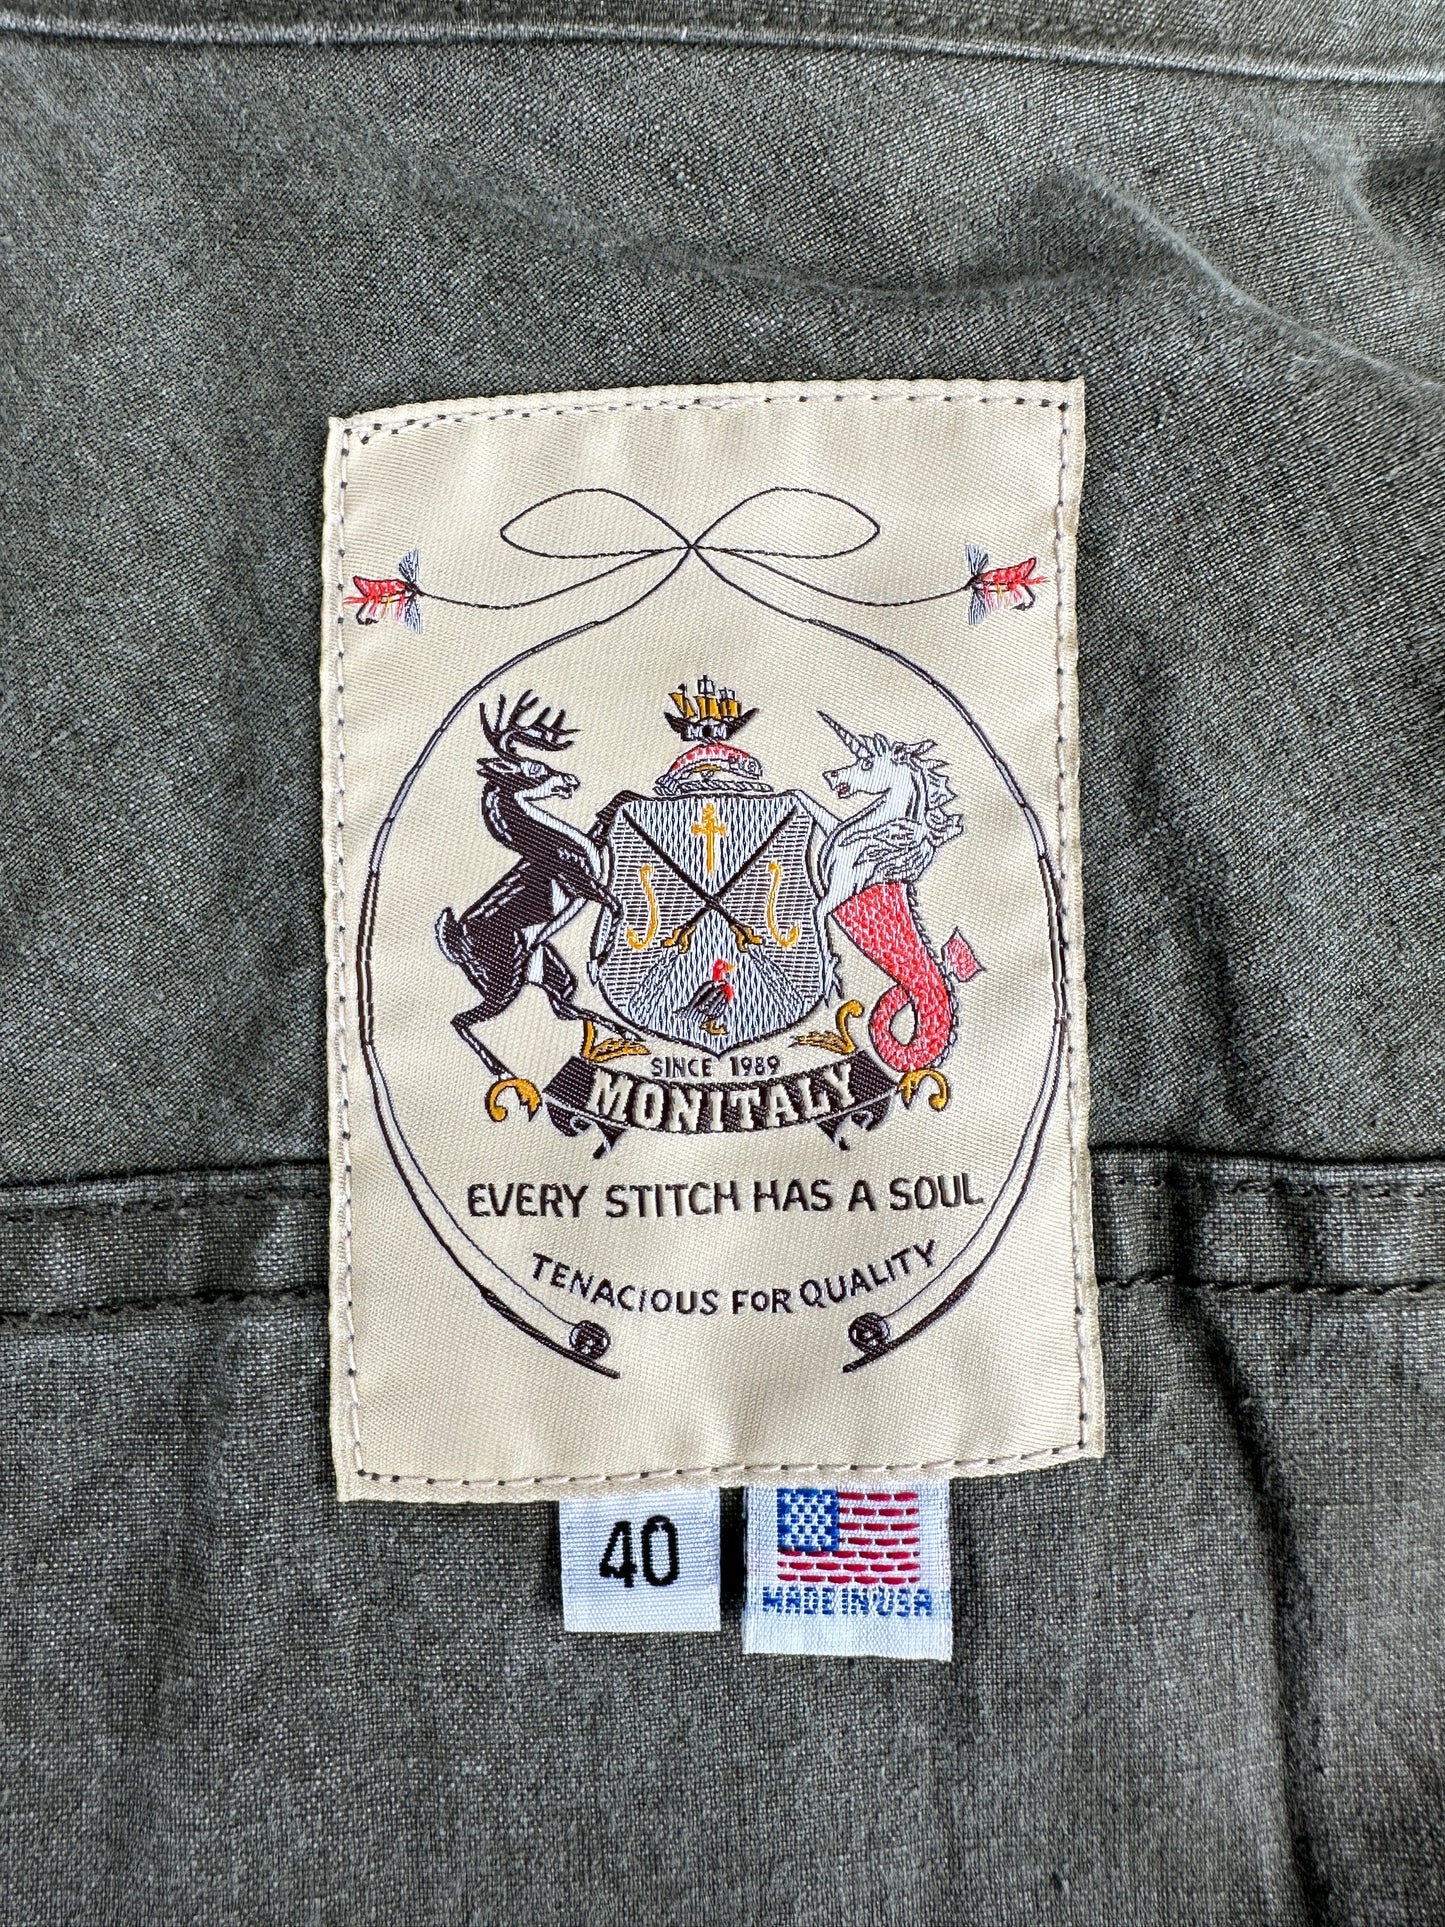 SINCE 1989
MONITALY
EVERY STITCH HAS A SOUL
TENACIOUS FOR QUALITY
40
MADE IN USA